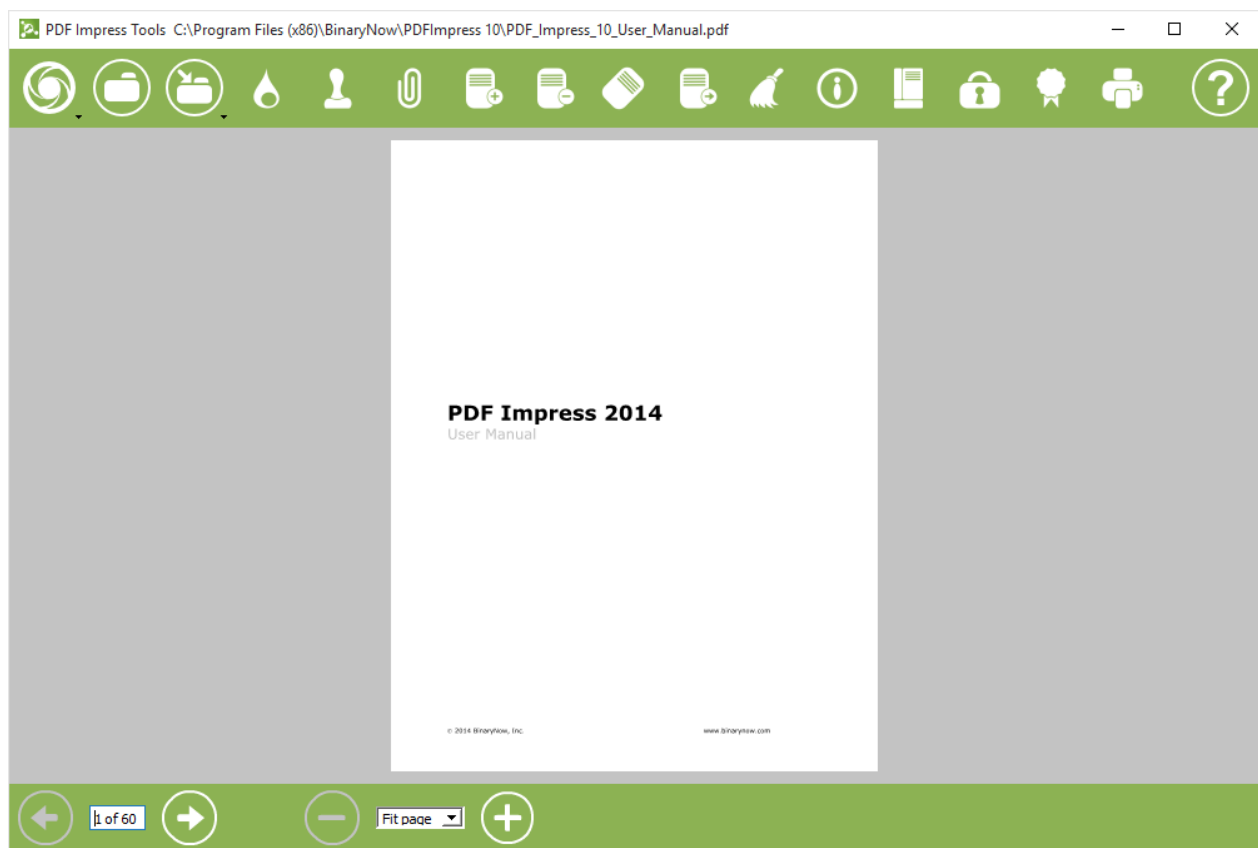 PDF Impress Tools C:\Program Files (x86)\BinaryNow\PDFImpress 10\PDF_Impress_10_User_Manual.pdf
PDF Impress 2014
User Manual
© 2014 BinaryNow, Inc. www.binarynow.com
1 of 60 Fit page